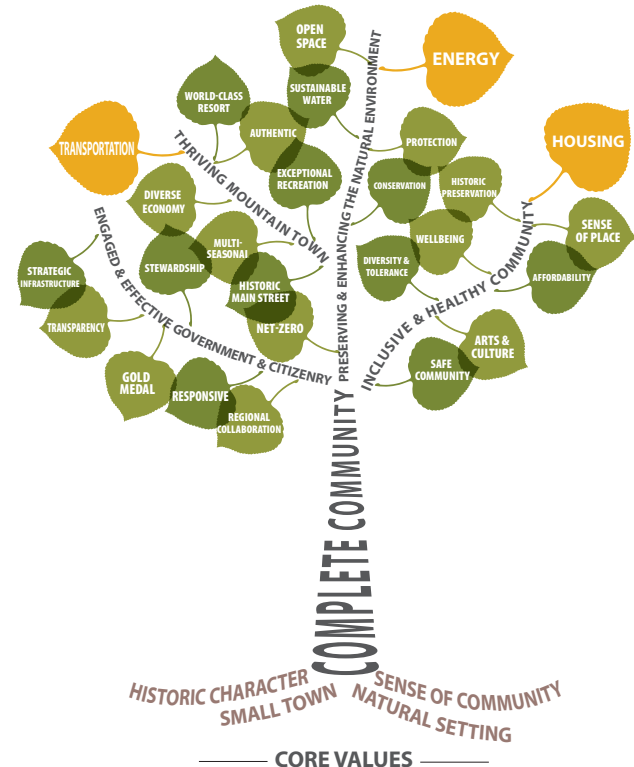 OPEN
SPACE
ENERGY
WORLD-CLASS
RESORT
SUSTAINABLE
WATER
TRANSPORTATION
AUTHENTIC
PROTECTION
HOUSING
THRIVING MOUNTAIN TOWN
PRESERVING & ENHANCING THE NATURAL ENVIRONMENT
EXCEPTIONAL
RECREATION
CONSERVATION
HISTORIC
PRESERVATION
DIVERSE
ECONOMY
SENSE
OF PLACE
MULTI-
SEASONAL
WELLBEING
STRATEGIC
INFRASTRUCTURE
STEWARDSHIP
DIVERSITY &
TOLERANCE
AFFORDABILITY
ENGAGED & EFFECTIVE GOVERNMENT & CITIZENRY
HISTORIC
MAIN STREET
INCLUSIVE & HEALTHY COMMUNITY
TRANSPARENCY
NET-ZERO
ARTS &
CULTURE
GOLD
MEDAL
RESPONSIVE
SAFE
COMMUNITY
REGIONAL
COLLABORATION
COMPLETE COMMUNITY
HISTORIC CHARACTER
SENSE OF COMMUNITY
SMALL TOWN
NATURAL SETTING
CORE VALUES